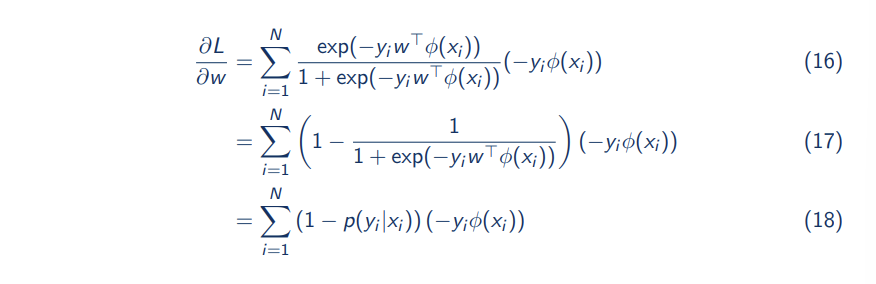 ∂L/∂w = ∑_{i=1}^{N} exp(−y_i w^⊤ϕ(x_i)) / (1 + exp(−y_i w^⊤ϕ(x_i))) (−y_i ϕ(x_i)) (16)
= ∑_{i=1}^{N} (1 − 1 / (1 + exp(−y_i w^⊤ϕ(x_i)))) (−y_i ϕ(x_i)) (17)
= ∑_{i=1}^{N} (1 − p(y_i|x_i)) (−y_i ϕ(x_i)) (18)